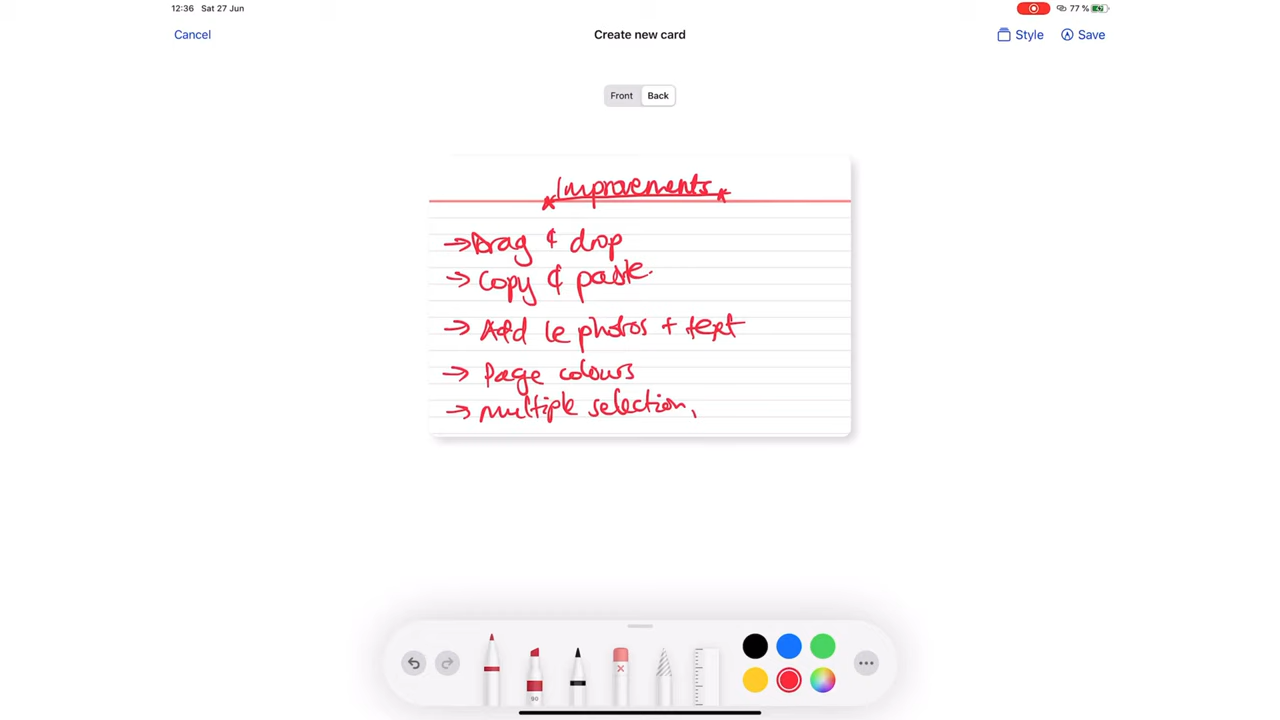 12:36 Sat 27 Jun 77 %
Cancel Create new card Style Save
Front Back
Improvements
→ Drag & drop
→ Copy & paste.
→ Add le photos + text
→ Page colours
→ multiple selection,
90